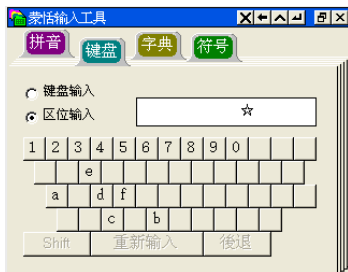 蒙恬输入工具
拼音 键盘 字典 符号
键盘输入
区位输入
☆
1 2 3 4 5 6 7 8 9 0
e
a d f
c b
Shift 重新输入 後退